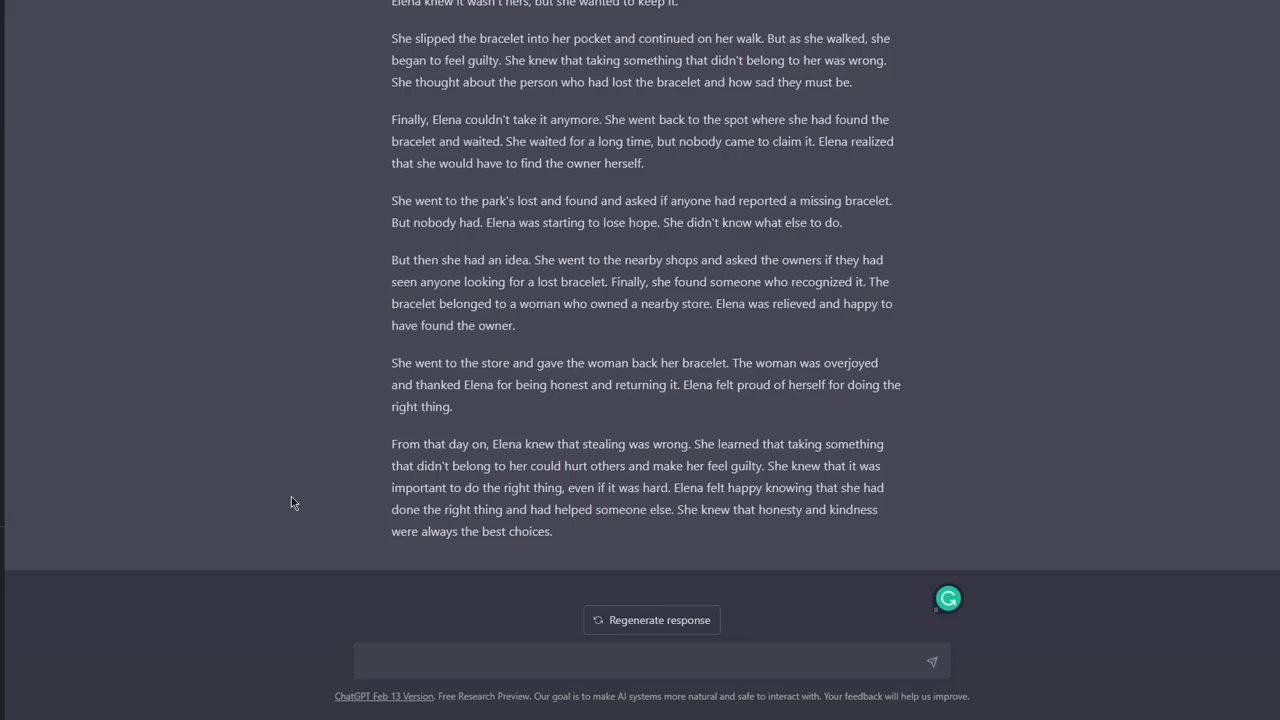 Elena knew it wasn't hers, but she wanted to keep it.
She slipped the bracelet into her pocket and continued on her walk. But as she walked, she
began to feel guilty. She knew that taking something that didn't belong to her was wrong.
She thought about the person who had lost the bracelet and how sad they must be.
Finally, Elena couldn't take it anymore. She went back to the spot where she had found the
bracelet and waited. She waited for a long time, but nobody came to claim it. Elena realized
that she would have to find the owner herself.
She went to the park's lost and found and asked if anyone had reported a missing bracelet.
But nobody had. Elena was starting to lose hope. She didn't know what else to do.
But then she had an idea. She went to the nearby shops and asked the owners if they had
seen anyone looking for a lost bracelet. Finally, she found someone who recognized it. The
bracelet belonged to a woman who owned a nearby store. Elena was relieved and happy to
have found the owner.
She went to the store and gave the woman back her bracelet. The woman was overjoyed
and thanked Elena for being honest and returning it. Elena felt proud of herself for doing the
right thing.
From that day on, Elena knew that stealing was wrong. She learned that taking something
that didn't belong to her could hurt others and make her feel guilty. She knew that it was
important to do the right thing, even if it was hard. Elena felt happy knowing that she had
done the right thing and had helped someone else. She knew that honesty and kindness
were always the best choices.
Regenerate response
ChatGPT Feb 13 Version. Free Research Preview. Our goal is to make AI systems more natural and safe to interact with. Your feedback will help us improve.